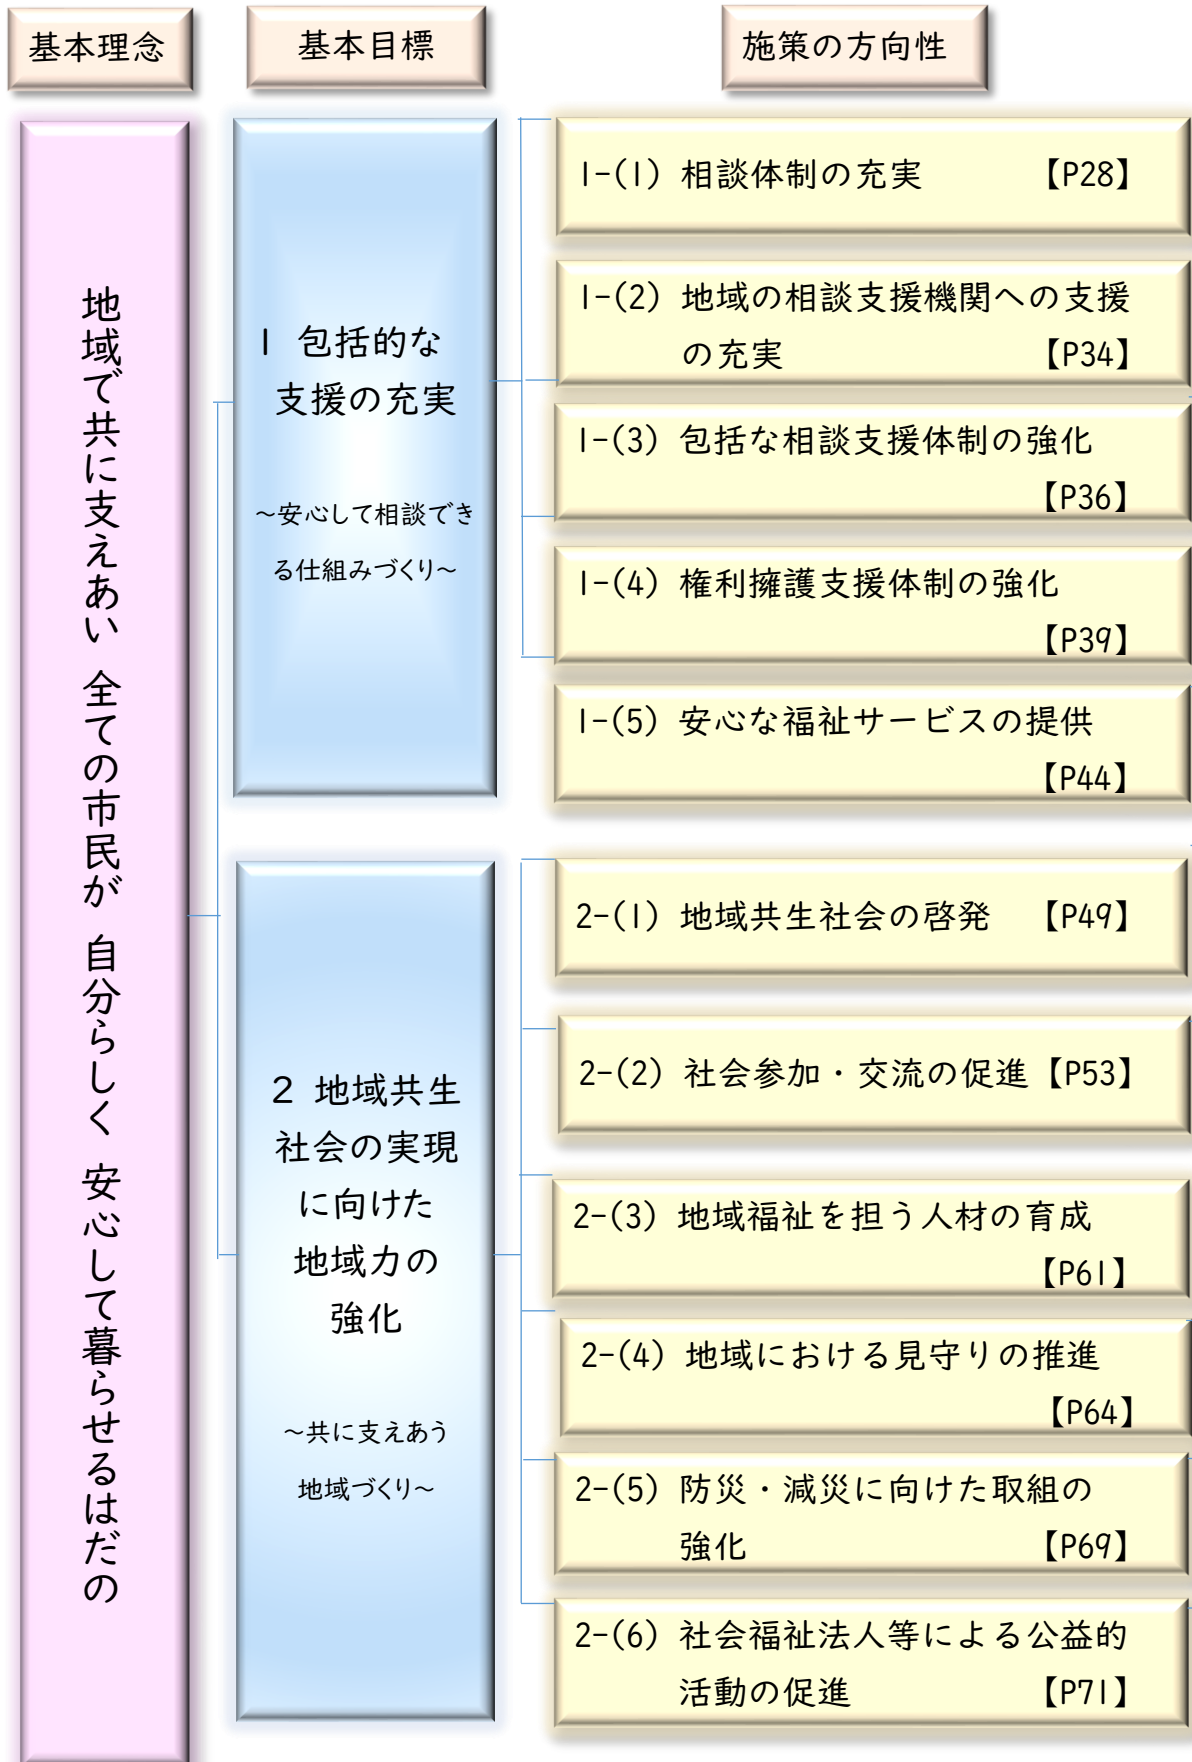 基本理念
基本目標
施策の方向性
地域で共に支えあい 全ての市民が 自分らしく 安心して暮らせるはだの
1 包括的な
支援の充実
～安心して相談でき
る仕組みづくり～
1-(1) 相談体制の充実 【P28】
1-(2) 地域の相談支援機関への支援
の充実 【P34】
1-(3) 包括な相談支援体制の強化
【P36】
1-(4) 権利擁護支援体制の強化
【P39】
1-(5) 安心な福祉サービスの提供
【P44】
2 地域共生
社会の実現
に向けた
地域力の
強化
～共に支えあう
地域づくり～
2-(1) 地域共生社会の啓発 【P49】
2-(2) 社会参加・交流の促進【P53】
2-(3) 地域福祉を担う人材の育成
【P61】
2-(4) 地域における見守りの推進
【P64】
2-(5) 防災・減災に向けた取組の
強化 【P69】
2-(6) 社会福祉法人等による公益的
活動の促進 【P71】